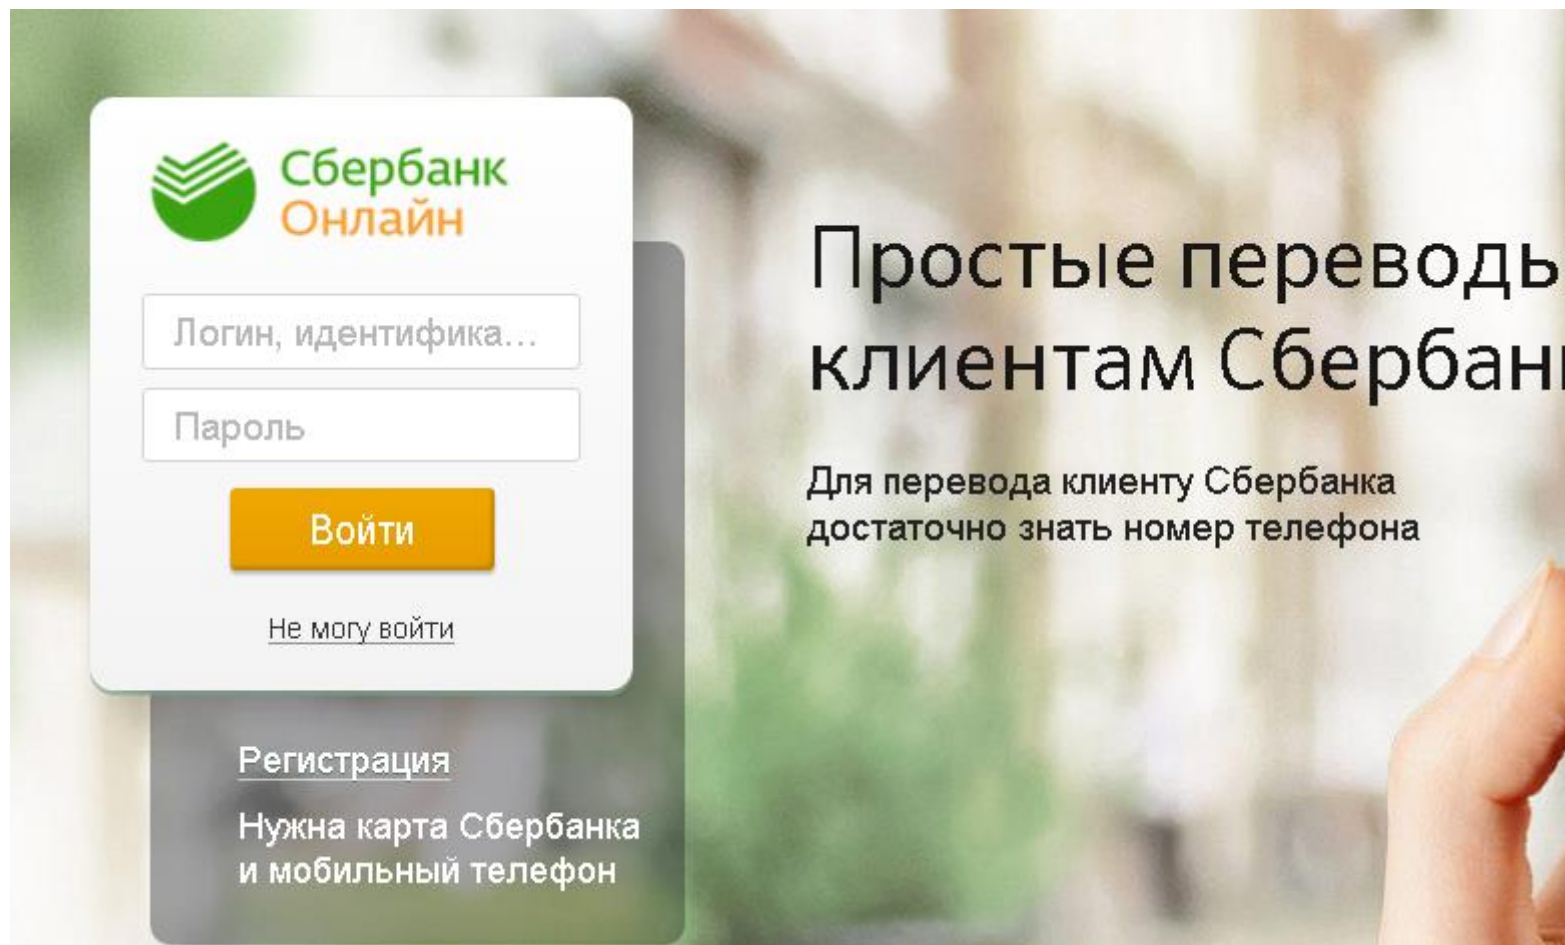 Сбербанк
Онлайн
Логин, идентифика...
Пароль
Войти
Не могу войти
Регистрация
Нужна карта Сбербанка
и мобильный телефон
Простые переводы
клиентам Сбербан
Для перевода клиенту Сбербанка
достаточно знать номер телефона